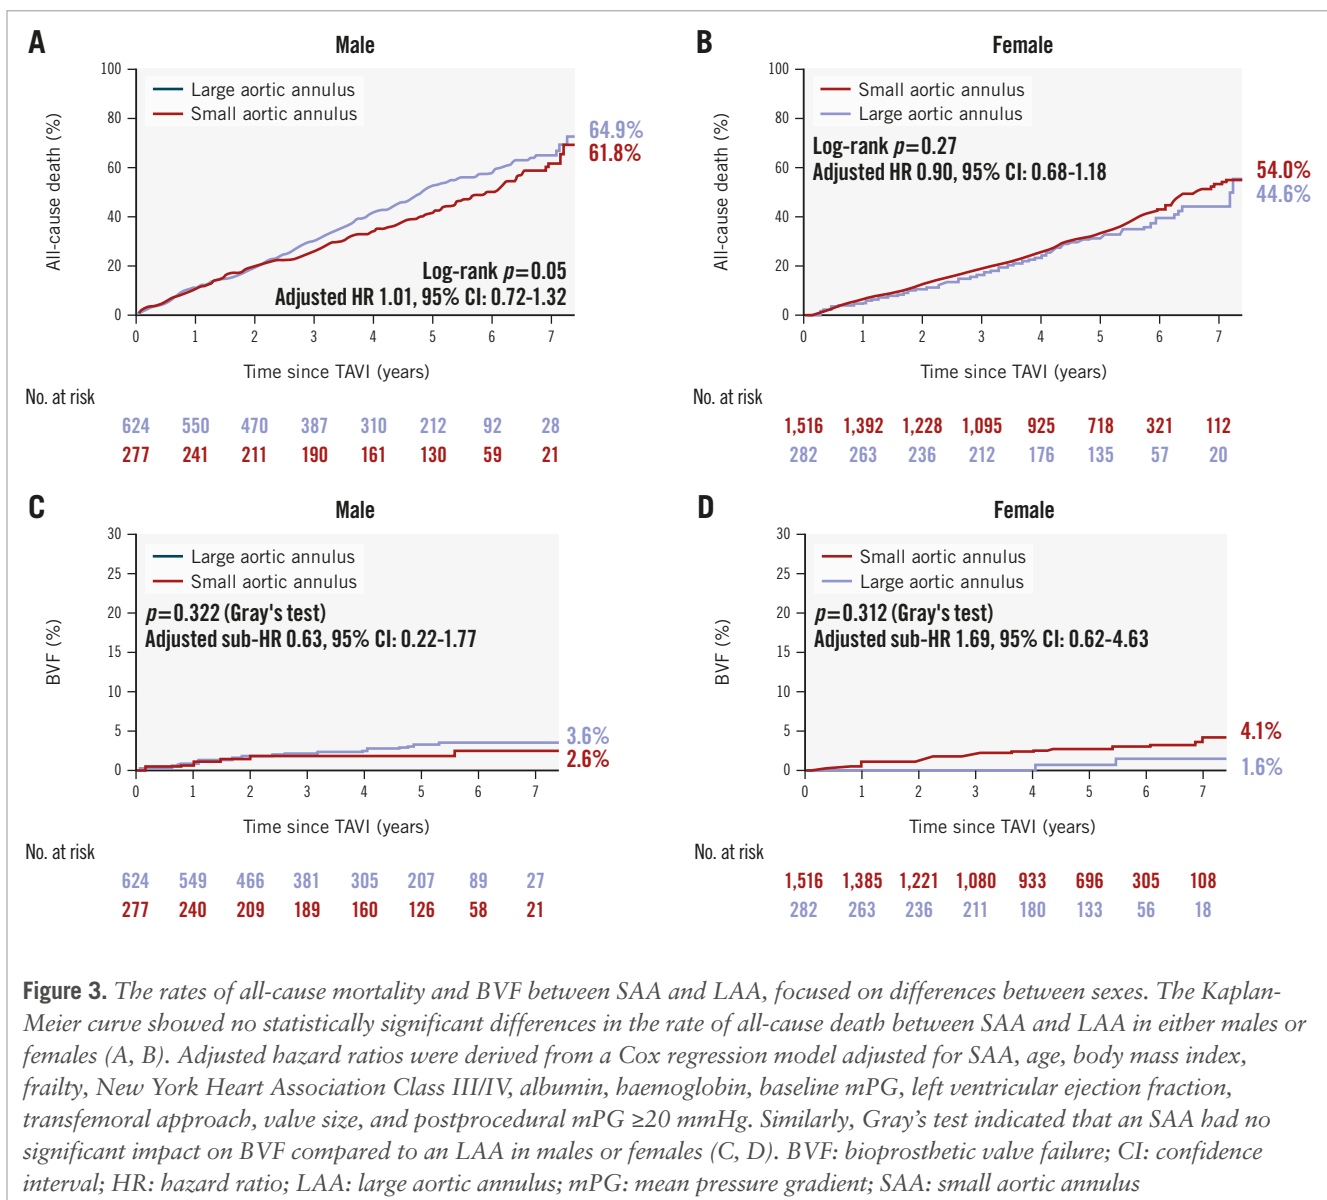 A
Male
All-cause death (%)
100
80
60
40
20
0
Large aortic annulus
Small aortic annulus
64.9%
61.8%
Log-rank p=0.05
Adjusted HR 1.01, 95% CI: 0.72-1.32
0 1 2 3 4 5 6 7
Time since TAVI (years)
No. at risk
624 550 470 387 310 212 92 28
277 241 211 190 161 130 59 21
B
Female
All-cause death (%)
100
80
60
40
20
0
Small aortic annulus
Large aortic annulus
Log-rank p=0.27
Adjusted HR 0.90, 95% CI: 0.68-1.18
54.0%
44.6%
0 1 2 3 4 5 6 7
Time since TAVI (years)
No. at risk
1,516 1,392 1,228 1,095 925 718 321 112
282 263 236 212 176 135 57 20
C
Male
BVF (%)
30
25
20
15
10
5
0
Large aortic annulus
Small aortic annulus
p=0.322 (Gray's test)
Adjusted sub-HR 0.63, 95% CI: 0.22-1.77
3.6%
2.6%
0 1 2 3 4 5 6 7
Time since TAVI (years)
No. at risk
624 549 466 381 305 207 89 27
277 240 209 189 160 126 58 21
D
Female
BVF (%)
30
25
20
15
10
5
0
Small aortic annulus
Large aortic annulus
p=0.312 (Gray's test)
Adjusted sub-HR 1.69, 95% CI: 0.62-4.63
4.1%
1.6%
0 1 2 3 4 5 6 7
Time since TAVI (years)
No. at risk
1,516 1,385 1,221 1,080 933 696 305 108
282 263 236 211 180 133 56 18
Figure 3. The rates of all-cause mortality and BVF between SAA and LAA, focused on differences between sexes. The Kaplan-
Meier curve showed no statistically significant differences in the rate of all-cause death between SAA and LAA in either males or
females (A, B). Adjusted hazard ratios were derived from a Cox regression model adjusted for SAA, age, body mass index,
frailty, New York Heart Association Class III/IV, albumin, haemoglobin, baseline mPG, left ventricular ejection fraction,
transfemoral approach, valve size, and postprocedural mPG ≥20 mmHg. Similarly, Gray’s test indicated that an SAA had no
significant impact on BVF compared to an LAA in males or females (C, D). BVF: bioprosthetic valve failure; CI: confidence
interval; HR: hazard ratio; LAA: large aortic annulus; mPG: mean pressure gradient; SAA: small aortic annulus